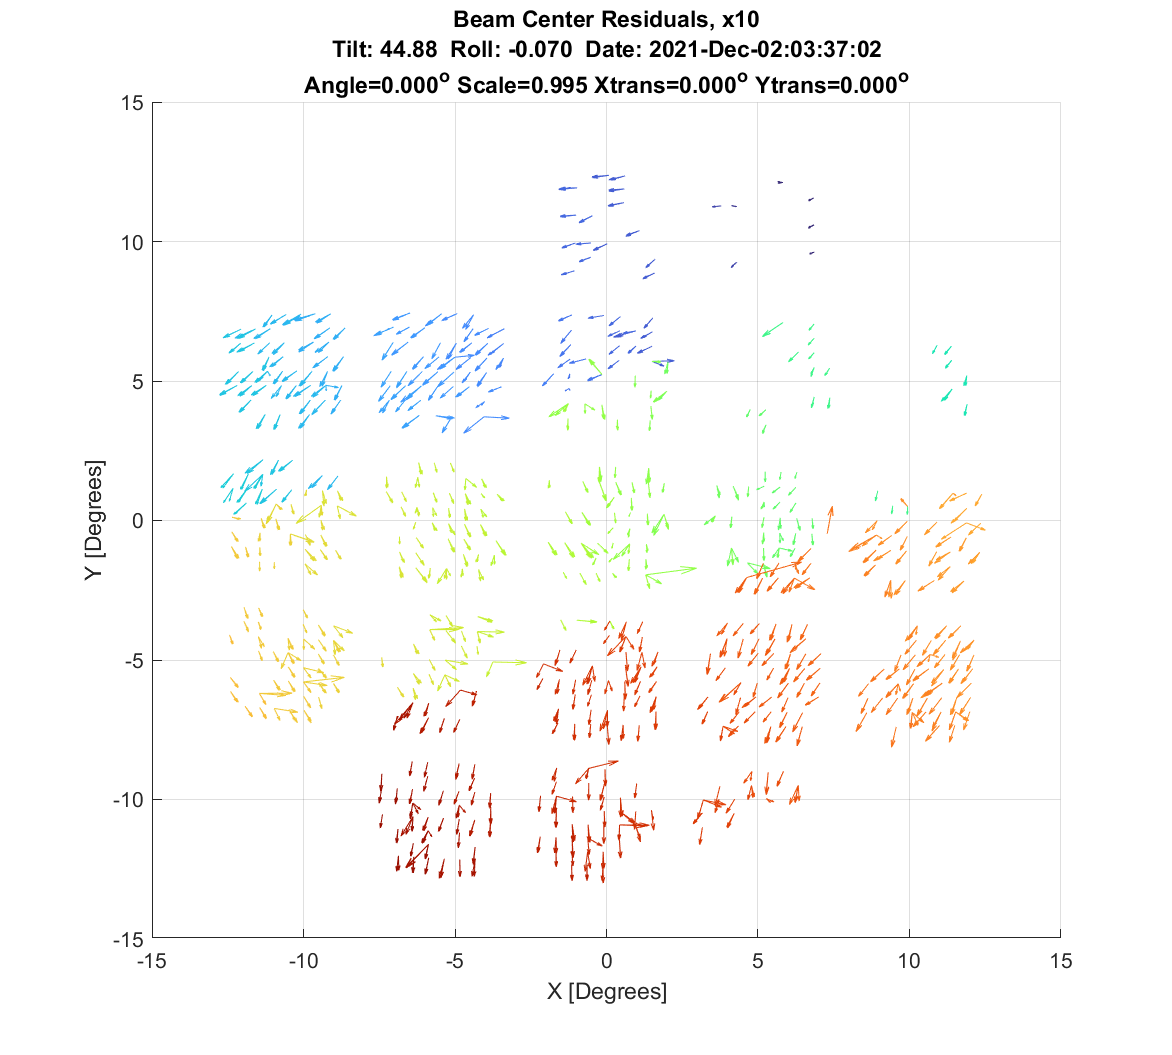 Beam Center Residuals, x10
Tilt: 44.88 Roll: -0.070 Date: 2021-Dec-02:03:37:02
Angle=0.000° Scale=0.995 Xtrans=0.000° Ytrans=0.000°
15
10
5
0
-5
-10
-15
Y [Degrees]
-15 -10 -5 0 5 10 15
X [Degrees]